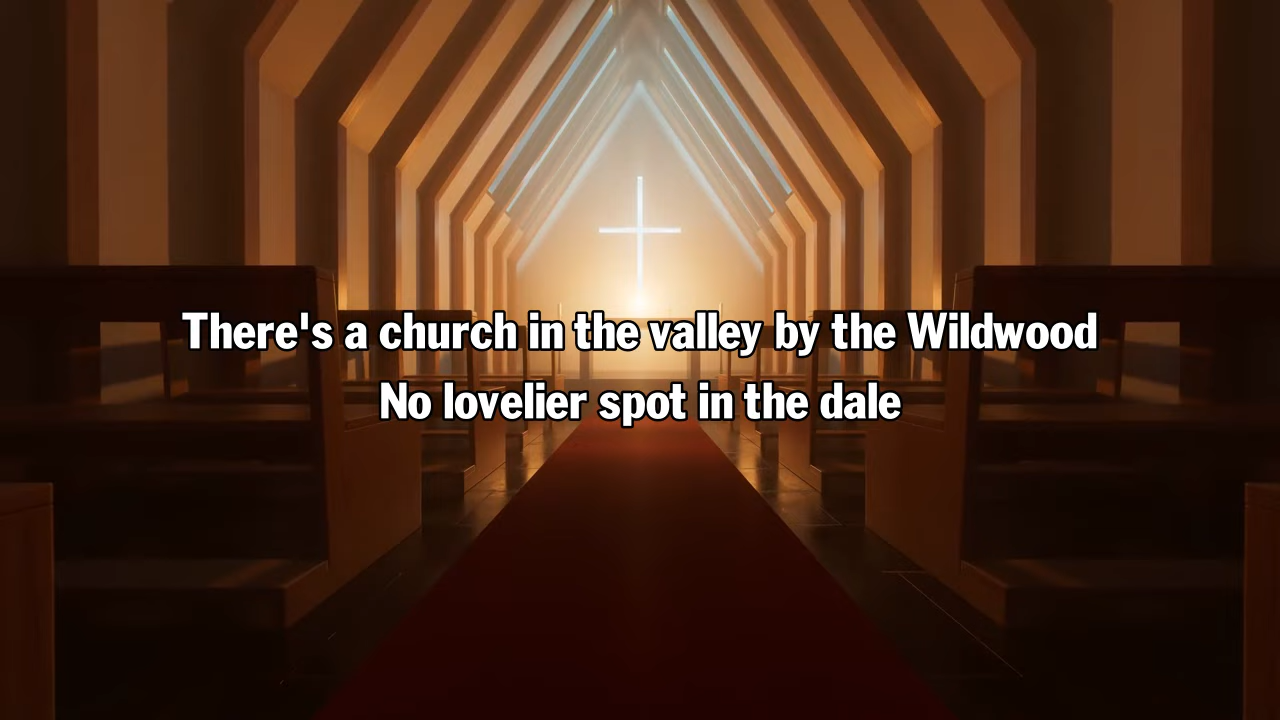 There's a church in the valley by the Wildwood
No lovelier spot in the dale